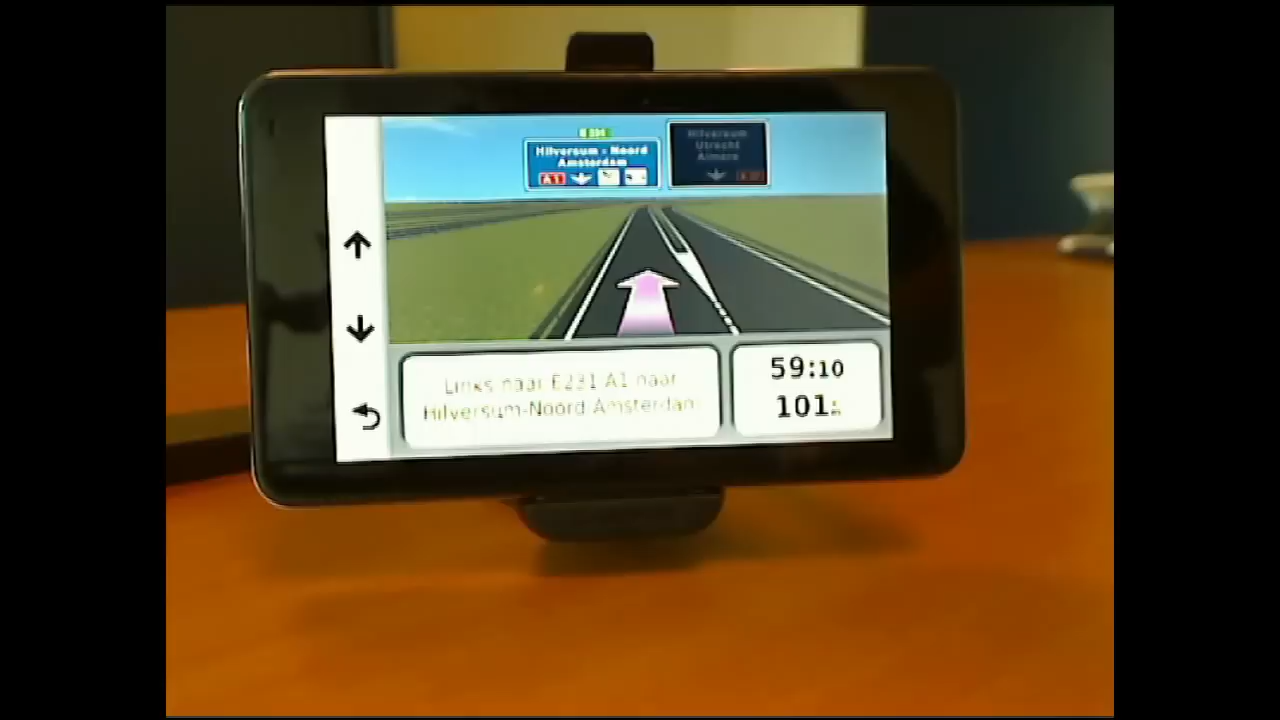 Hilversum - Noord
Amsterdam
A1
Hilversum
Utrecht
Almere
Links naar E231 A1 naar
Hilversum-Noord Amsterdam
59:10
101